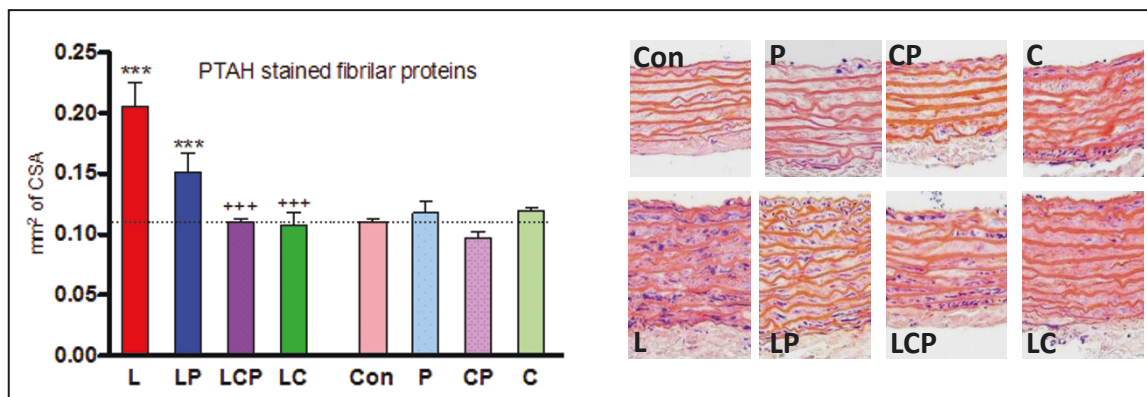 PTAH stained fibrilar proteins
mm² of CSA
0.25
0.20
0.15
0.10
0.05
0.00
***
***
+++
+++
L LP LCP LC Con P CP C
Con P CP C
L LP LCP LC